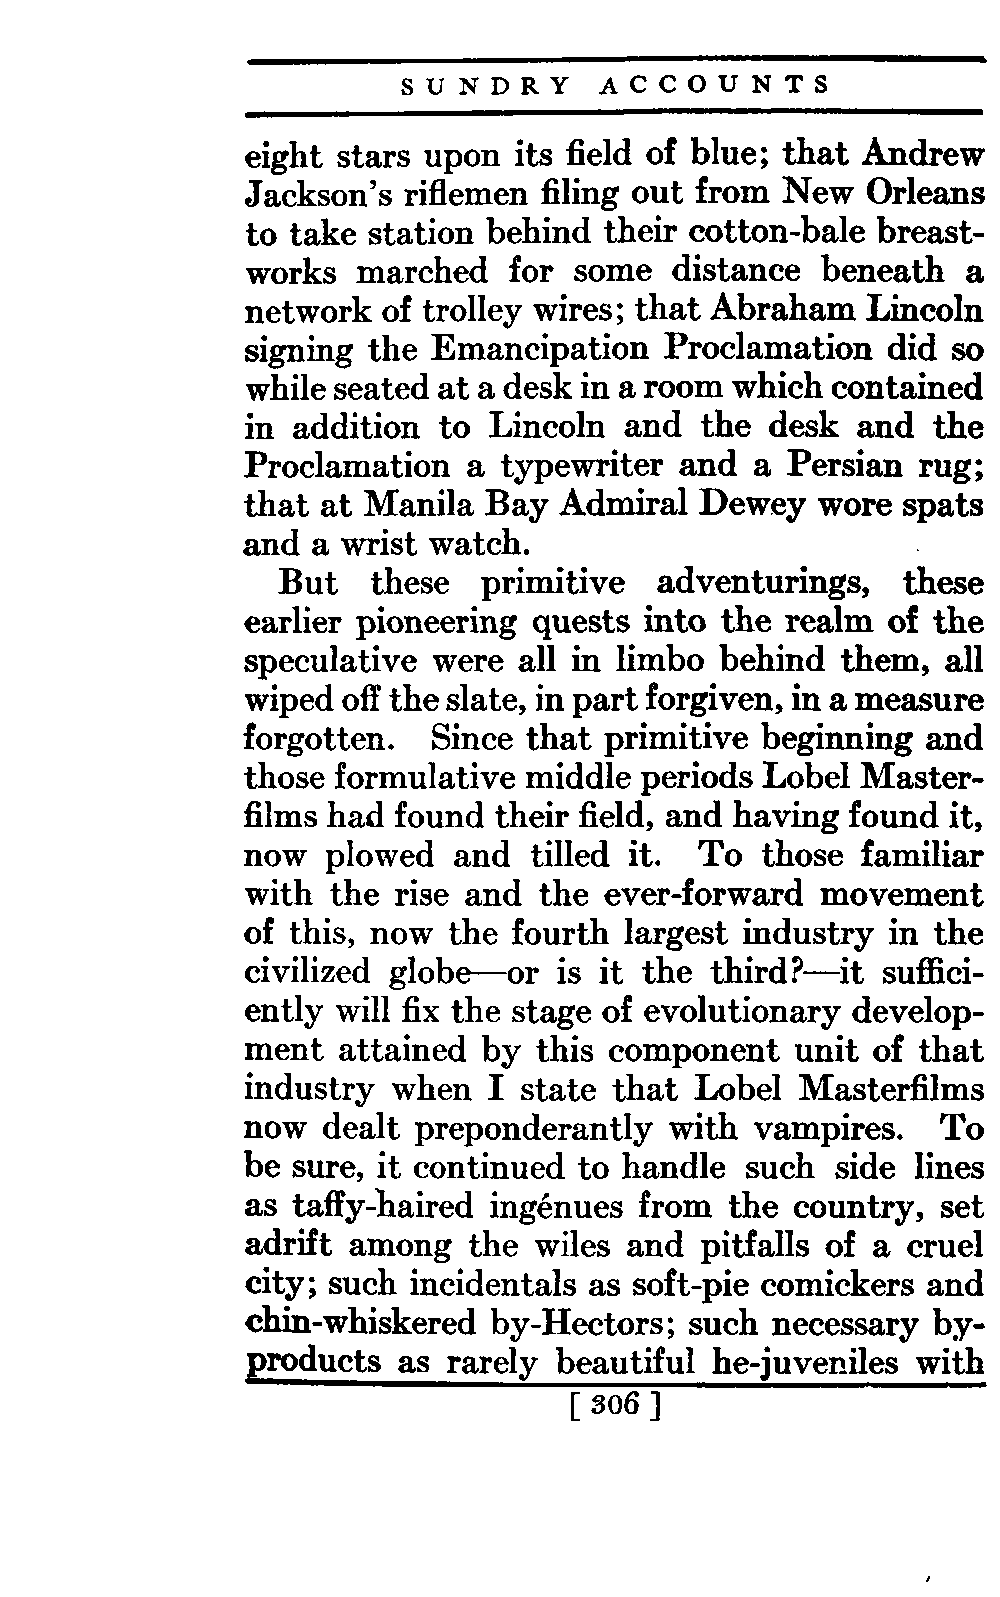 SUNDRY ACCOUNTS
eight stars upon its field of blue; that Andrew
Jackson's riflemen filing out from New Orleans
to take station behind their cotton-bale breast-
works marched for some distance beneath a
network of trolley wires; that Abraham Lincoln
signing the Emancipation Proclamation did so
while seated at a desk in a room which contained
in addition to Lincoln and the desk and the
Proclamation a typewriter and a Persian rug;
that at Manila Bay Admiral Dewey wore spats
and a wrist watch.
But these primitive adventurings, these
earlier pioneering quests into the realm of the
speculative were all in limbo behind them, all
wiped off the slate, in part forgiven, in a measure
forgotten. Since that primitive beginning and
those formulative middle periods Lobel Master-
films had found their field, and having found it,
now plowed and tilled it. To those familiar
with the rise and the ever-forward movement
of this, now the fourth largest industry in the
civilized globe—or is it the third?—it suffici-
ently will fix the stage of evolutionary develop-
ment attained by this component unit of that
industry when I state that Lobel Masterfilms
now dealt preponderantly with vampires. To
be sure, it continued to handle such side lines
as taffy-haired ingénues from the country, set
adrift among the wiles and pitfalls of a cruel
city; such incidentals as soft-pie comickers and
chin-whiskered by-Hectors; such necessary by-
products as rarely beautiful he-juveniles with
[ 306 ]